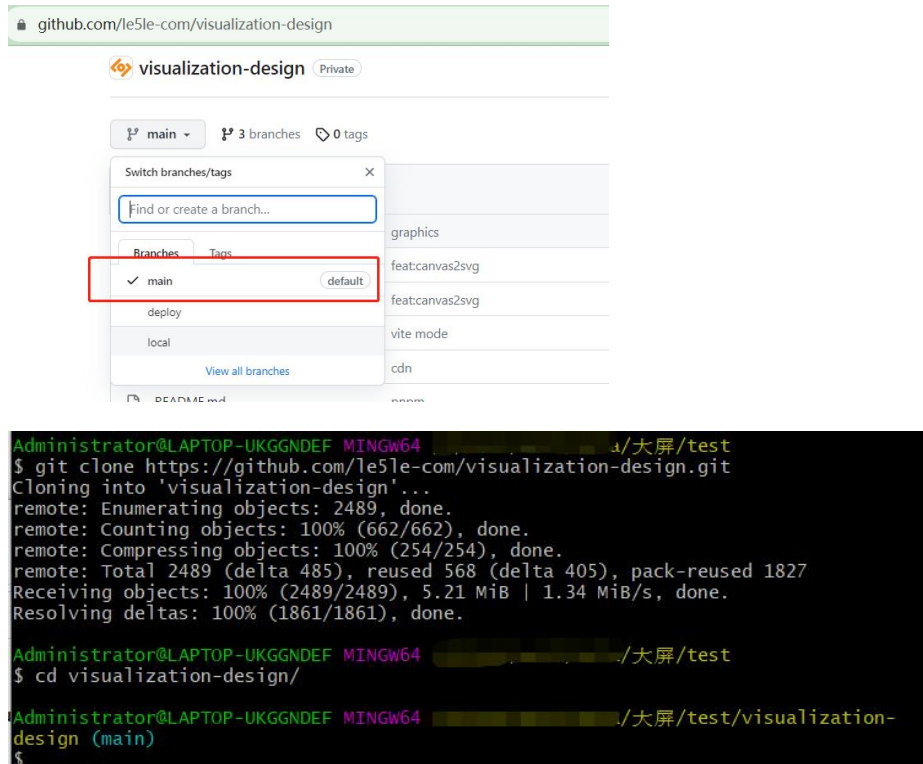 github.com/le5le-com/visualization-design
visualization-design Private
main 3 branches 0 tags
Switch branches/tags
Find or create a branch...
graphics
Branches Tags
feat:canvas2svg
main default
feat:canvas2svg
deploy
vite mode
local
View all branches
cdn
README.md
pnpm
Administrator@LAPTOP-UKGGNDEF MINGW64 /大屏/test
$ git clone https://github.com/le5le-com/visualization-design.git
Cloning into 'visualization-design'...
remote: Enumerating objects: 2489, done.
remote: Counting objects: 100% (662/662), done.
remote: Compressing objects: 100% (254/254), done.
remote: Total 2489 (delta 485), reused 568 (delta 405), pack-reused 1827
Receiving objects: 100% (2489/2489), 5.21 MiB | 1.34 MiB/s, done.
Resolving deltas: 100% (1861/1861), done.
Administrator@LAPTOP-UKGGNDEF MINGW64 /大屏/test
$ cd visualization-design/
Administrator@LAPTOP-UKGGNDEF MINGW64 /大屏/test/visualization-
design (main)
$